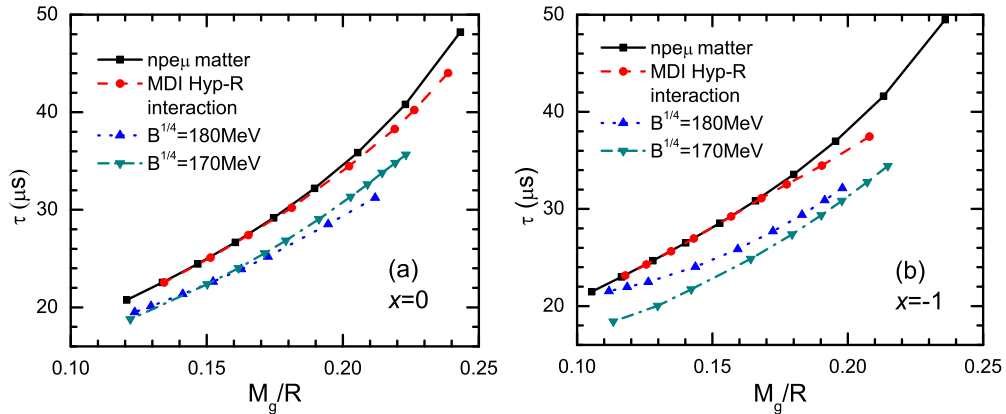 50
40
30
20
τ (μs)
npeμ matter
MDI Hyp-R
interaction
B^1/4=180MeV
B^1/4=170MeV
(a)
x=0
0.10 0.15 0.20 0.25
M_g/R
50
40
30
20
τ (μs)
npeμ matter
MDI Hyp-R
interaction
B^1/4=180MeV
B^1/4=170MeV
(b)
x=-1
0.10 0.15 0.20 0.25
M_g/R